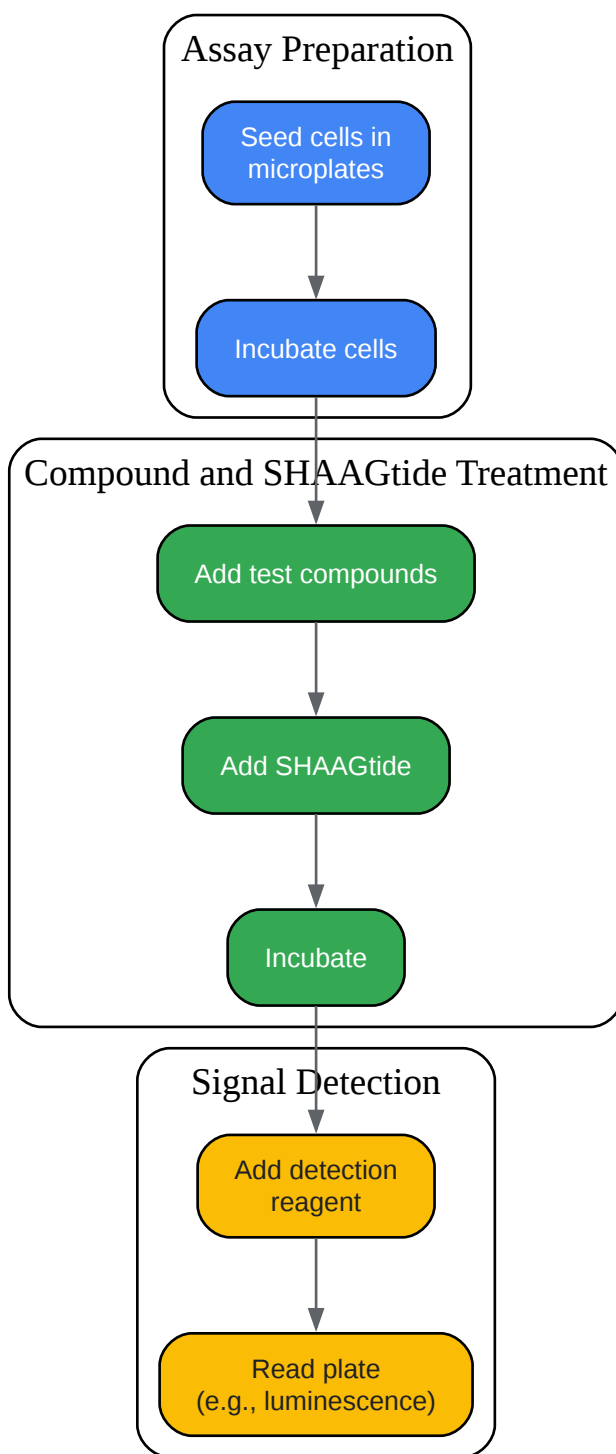 Assay Preparation
Seed cells in
microplates
Incubate cells
Compound and SHAAGtide Treatment
Add test compounds
Add SHAAGtide
Incubate
Signal Detection
Add detection
reagent
Read plate
(e.g., luminescence)